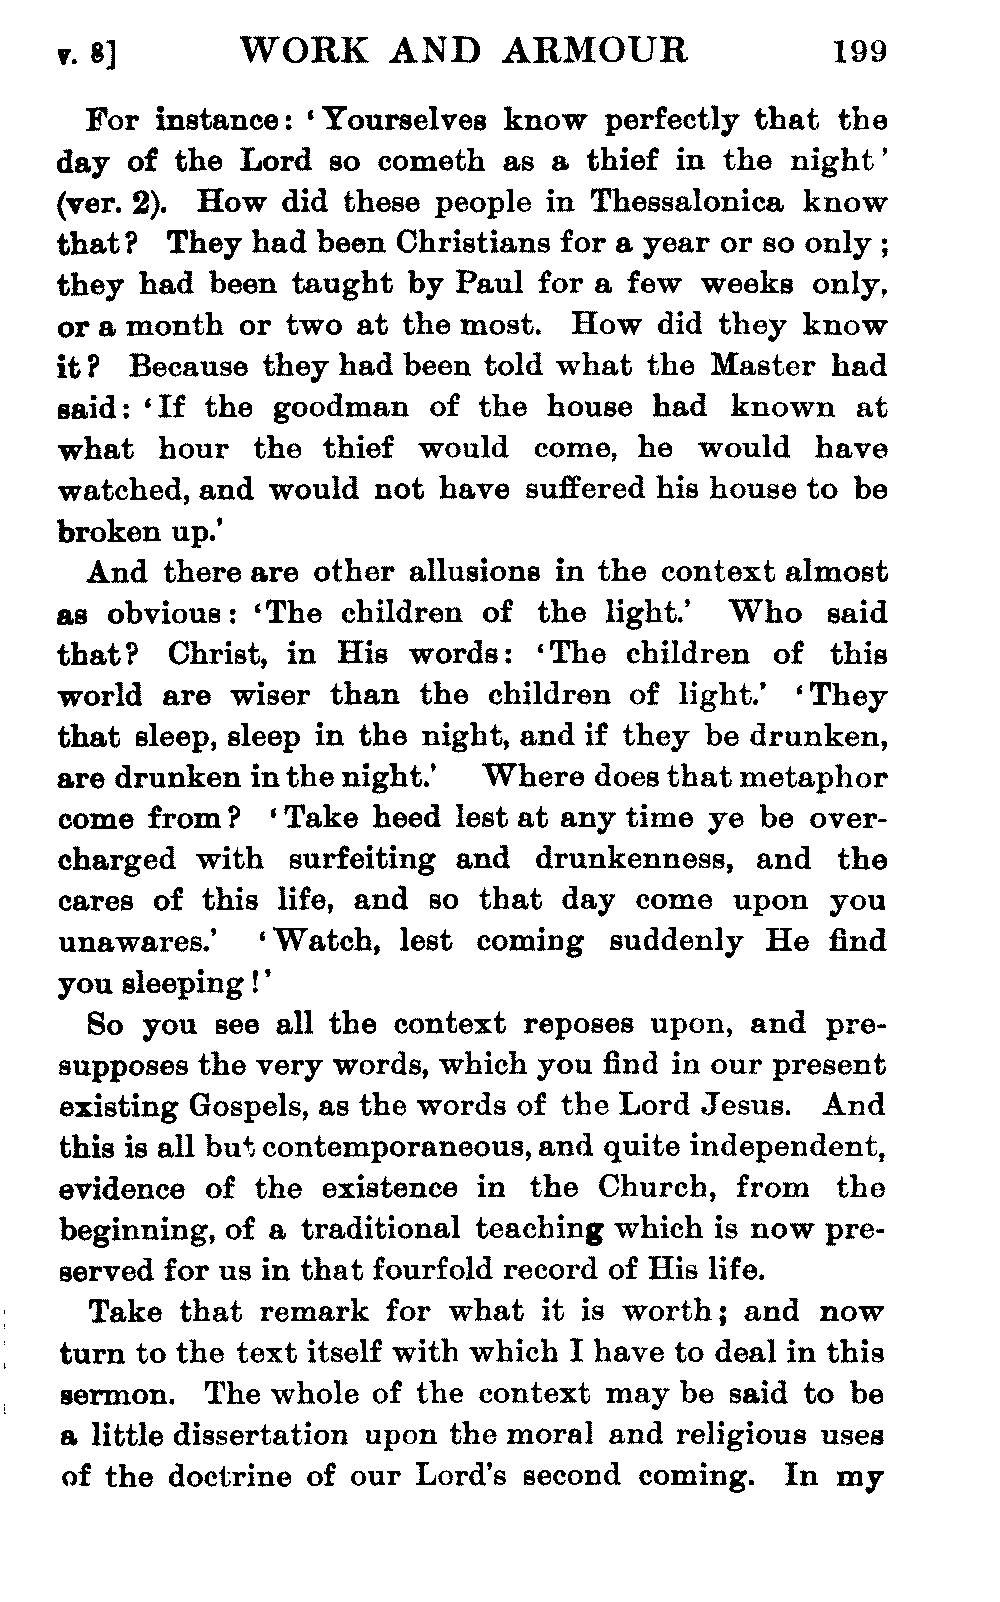 v. 8] WORK AND ARMOUR 199
For instance: ‘Yourselves know perfectly that the
day of the Lord so cometh as a thief in the night’
(ver. 2). How did these people in Thessalonica know
that? They had been Christians for a year or so only;
they had been taught by Paul for a few weeks only,
or a month or two at the most. How did they know
it? Because they had been told what the Master had
said: ‘If the goodman of the house had known at
what hour the thief would come, he would have
watched, and would not have suffered his house to be
broken up.’
And there are other allusions in the context almost
as obvious: ‘The children of the light.’ Who said
that? Christ, in His words: ‘The children of this
world are wiser than the children of light.’ ‘They
that sleep, sleep in the night, and if they be drunken,
are drunken in the night.’ Where does that metaphor
come from? ‘Take heed lest at any time ye be over-
charged with surfeiting and drunkenness, and the
cares of this life, and so that day come upon you
unawares.’ ‘Watch, lest coming suddenly He find
you sleeping!’
So you see all the context reposes upon, and pre-
supposes the very words, which you find in our present
existing Gospels, as the words of the Lord Jesus. And
this is all but contemporaneous, and quite independent,
evidence of the existence in the Church, from the
beginning, of a traditional teaching which is now pre-
served for us in that fourfold record of His life.
Take that remark for what it is worth; and now
turn to the text itself with which I have to deal in this
sermon. The whole of the context may be said to be
a little dissertation upon the moral and religious uses
of the doctrine of our Lord’s second coming. In my